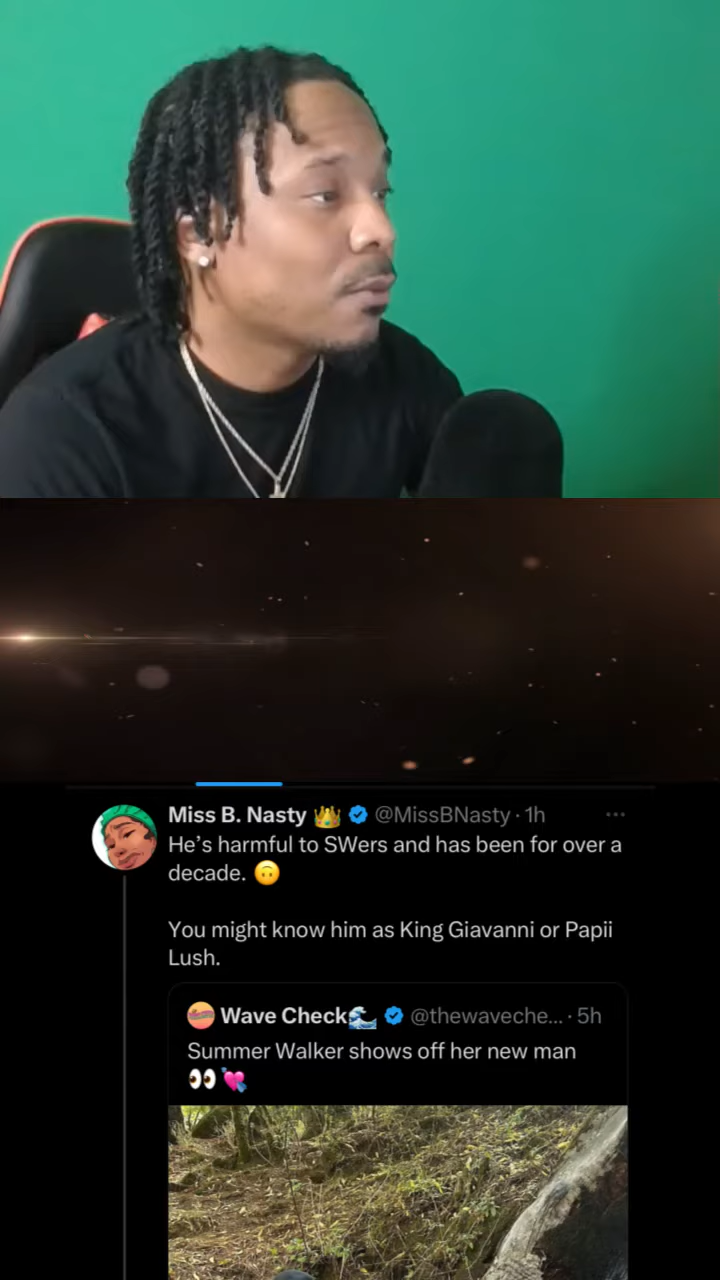 Miss B. Nasty 👑 @MissBNasty · 1h
He's harmful to SWers and has been for over a
decade. 🙃
You might know him as King Giavanni or Papii
Lush.
Wave Check🌊 @thewaveche... · 5h
Summer Walker shows off her new man
👀💘